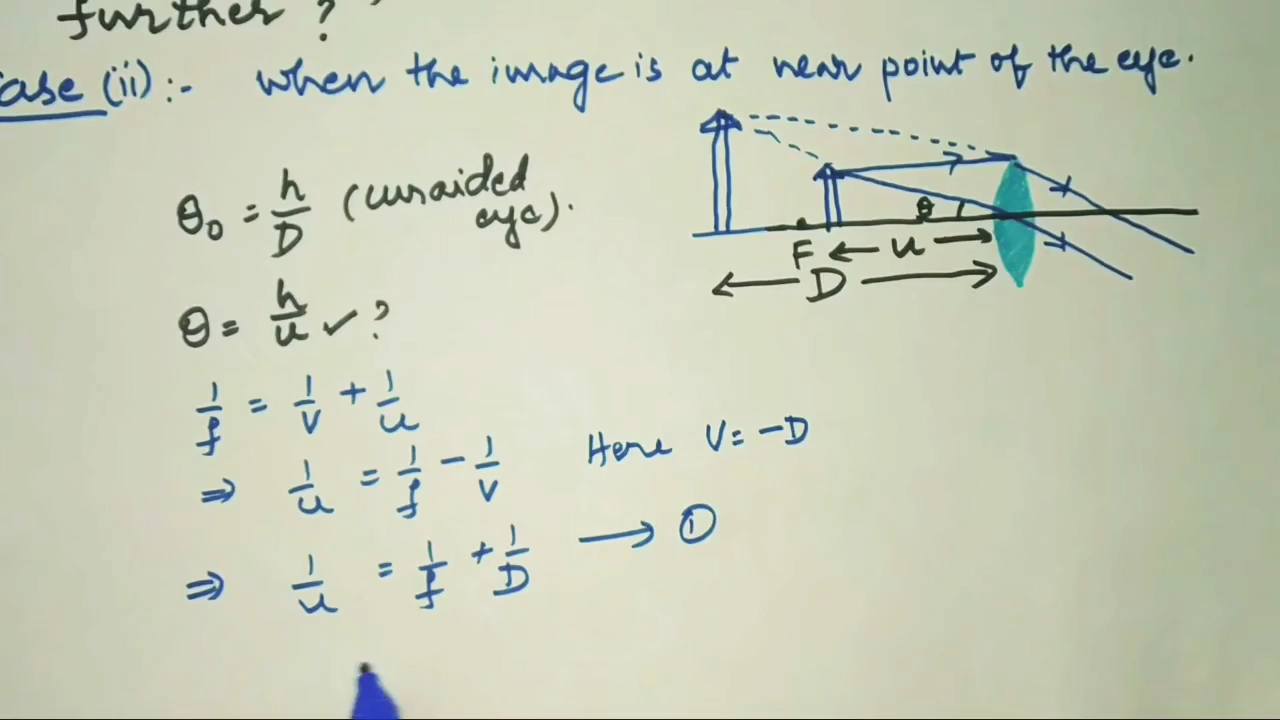 further?
case (ii):- when the image is at near point of the eye.
θ₀ = h/D (unaided eye).
θ
F u
D
θ = h/u ✓ ?
1/f = 1/v + 1/u
⇒ 1/u = 1/f - 1/v Here V = -D
⇒ 1/u = 1/f + 1/D ⟶ ①